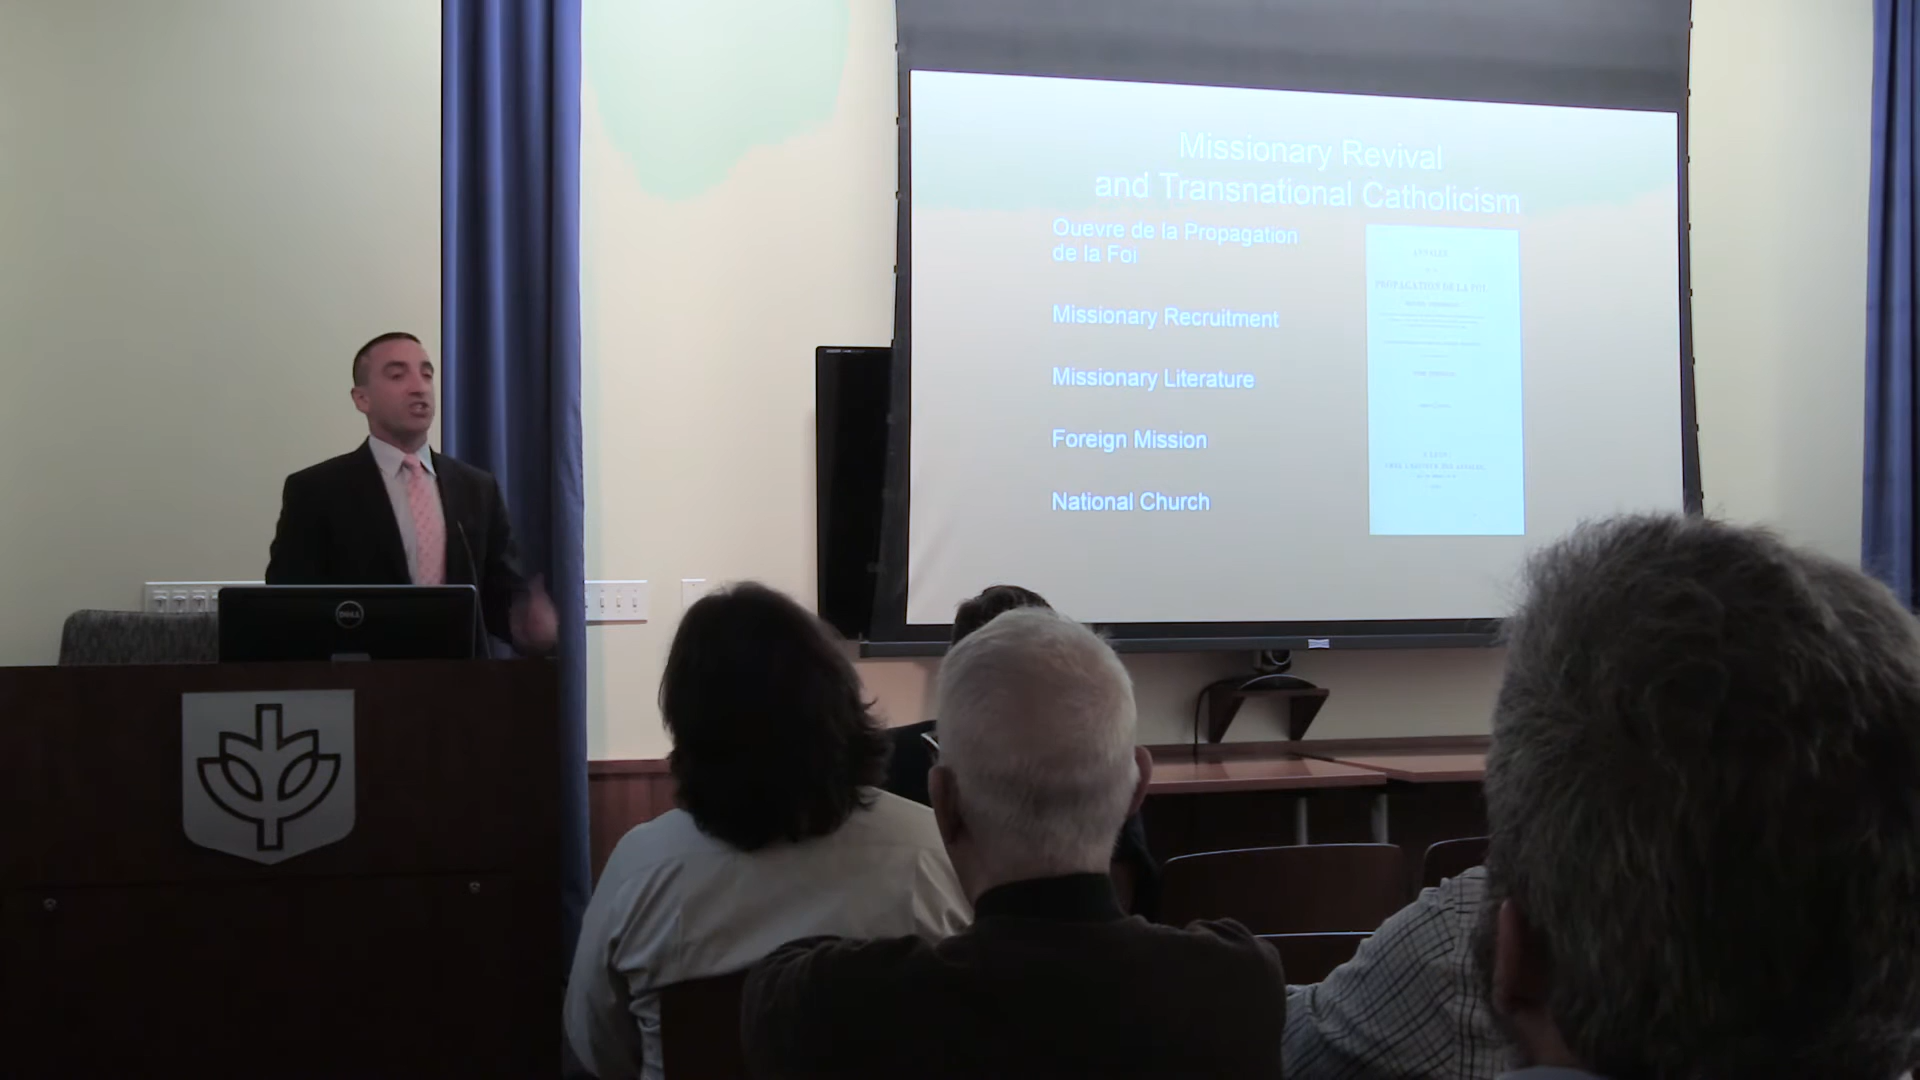 Missionary Revival
and Transnational Catholicism
Ouevre de la Propagation
de la Foi
Missionary Recruitment
Missionary Literature
Foreign Mission
National Church
ANNALES
PROPAGATION DE LA FOI
DELL